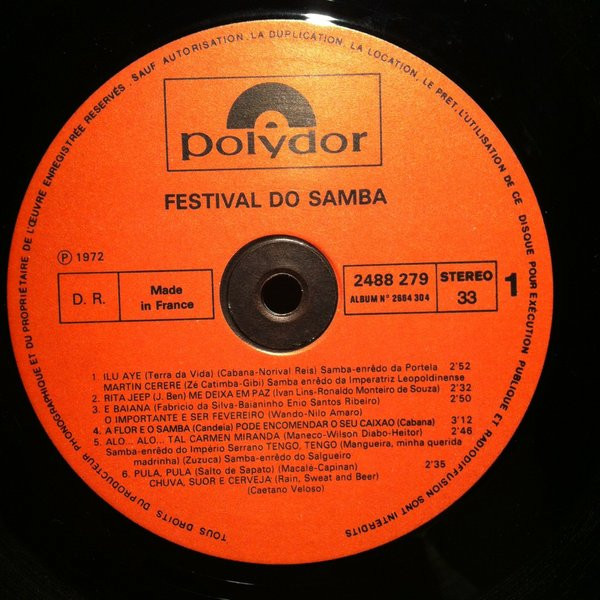 TOUS DROITS DU PRODUCTEUR PHONOGRAPHIQUE ET DU PROPRIÉTAIRE DE L'ŒUVRE ENREGISTRÉE RESERVÉS. SAUF AUTORISATION, LA DUPLICATION, LA LOCATION, LE PRET, L'UTILISATION DE CE DISQUE POUR EXÉCUTION PUBLIQUE ET RADIODIFFUSION SONT INTERDITS
polydor
FESTIVAL DO SAMBA
Ⓟ 1972
D. R.
Made
in France
2488 279
ALBUM N° 2664 304
STEREO
33
1
1. ILU AYE (Terra da Vida) (Cabana-Norival Reis) Samba-enrêdo da Portela 2'52
MARTIN CERERE (Zé Catimba-Gibi) Samba enrêdo da Imperatriz Leopoldinense
2. RITA JEEP (J. Ben) ME DEIXA EM PAZ (Ivan Lins-Ronaldo Monteiro de Souza) 2'32
3. E BAIANA (Fabricio da Silva-Baianinho Enio Santos Ribeiro) 2'50
O IMPORTANTE E SER FEVEREIRO (Wando-Nilo Amaro)
4. A FLOR E O SAMBA (Candeia) PODE ENCOMENDAR O SEU CAIXAO (Cabana) 3'12
5. ALO... ALO... TAL CARMEN MIRANDA (Maneco-Wilson Diabo-Heitor) 2'46
Samba-enrêdo do Império Serrano TENGO, TENGO (Mangueira, minha querida
madrinha) (Zuzuca) Samba-enrêdo do Salgueiro
6. PULA, PULA (Salto de Sapato) (Macalé-Capinan) 2'35
CHUVA, SUOR E CERVEJA (Rain, Sweat and Beer)
(Caetano Veloso)